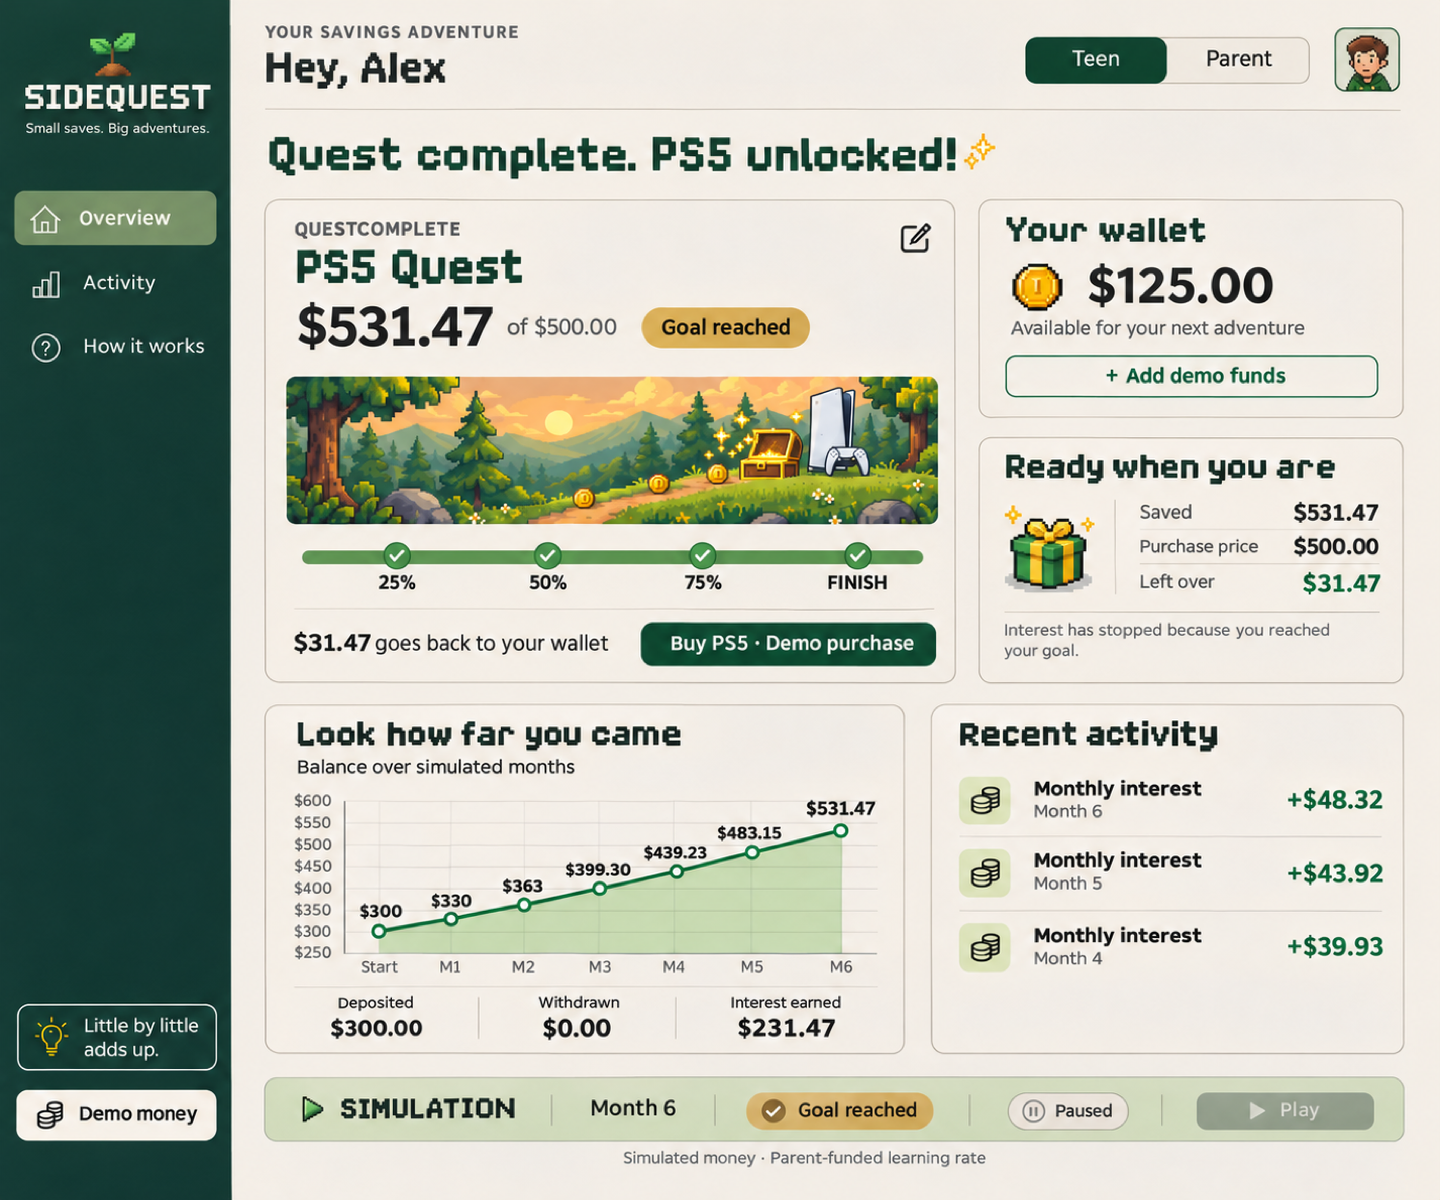 SIDEQUEST
Small saves. Big adventures.
Overview
Activity
How it works
Little by little
adds up.
Demo money
YOUR SAVINGS ADVENTURE
Hey, Alex
Teen
Parent
Quest complete. PS5 unlocked!
QUESTCOMPLETE
PS5 Quest
$531.47 of $500.00 Goal reached
25% 50% 75% FINISH
$31.47 goes back to your wallet
Buy PS5 · Demo purchase
Your wallet
$125.00
Available for your next adventure
+ Add demo funds
Ready when you are
Saved $531.47
Purchase price $500.00
Left over $31.47
Interest has stopped because you reached
your goal.
Look how far you came
Balance over simulated months
$600
$550
$500
$450
$400
$350
$300
$250
$300
$330
$363
$399.30
$439.23
$483.15
$531.47
Start M1 M2 M3 M4 M5 M6
Deposited
$300.00
Withdrawn
$0.00
Interest earned
$231.47
Recent activity
Monthly interest
Month 6
+$48.32
Monthly interest
Month 5
+$43.92
Monthly interest
Month 4
+$39.93
SIMULATION
Month 6
Goal reached
Paused
Play
Simulated money · Parent-funded learning rate